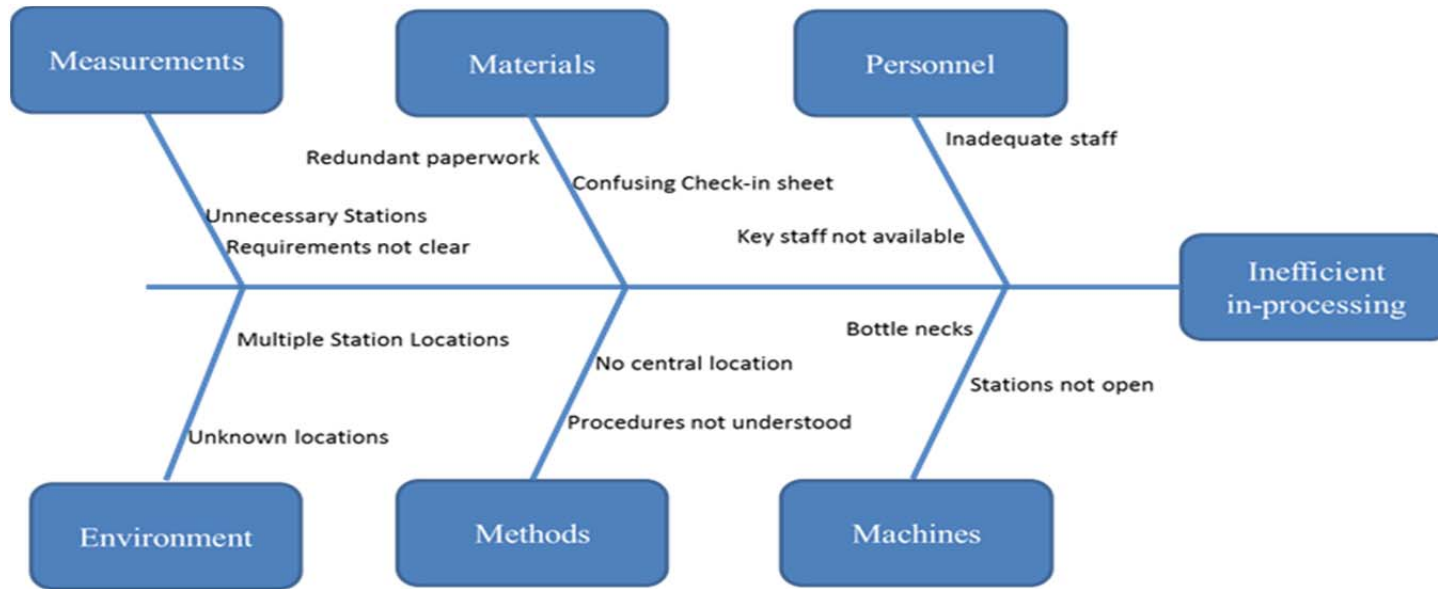 Measurements
Materials
Personnel
Redundant paperwork
Inadequate staff
Confusing Check-in sheet
Unnecessary Stations
Requirements not clear
Key staff not available
Inefficient
in-processing
Multiple Station Locations
Bottle necks
No central location
Stations not open
Procedures not understood
Unknown locations
Environment
Methods
Machines